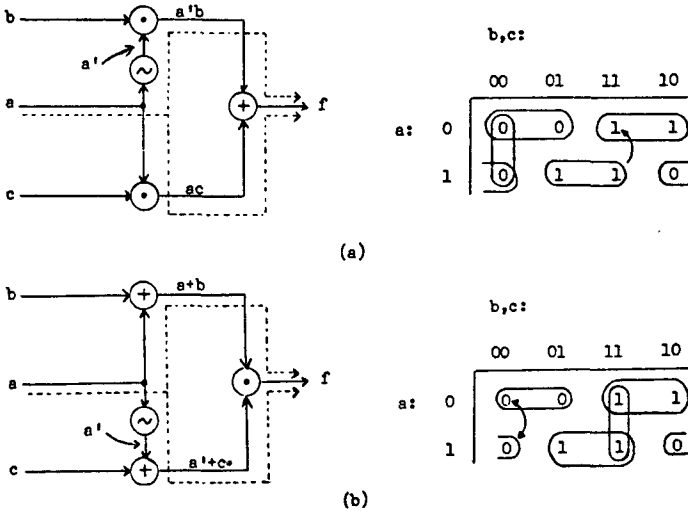 b a'b
a' ~
a + f
c ac
b,c:
00 01 11 10
a: 0 0 0 1 1
1 0 1 1 0
(a)
b + a+b
a f
~
a'
c + a'+c
b,c:
00 01 11 10
a: 0 0 0 1 1
1 0 1 1 0
(b)